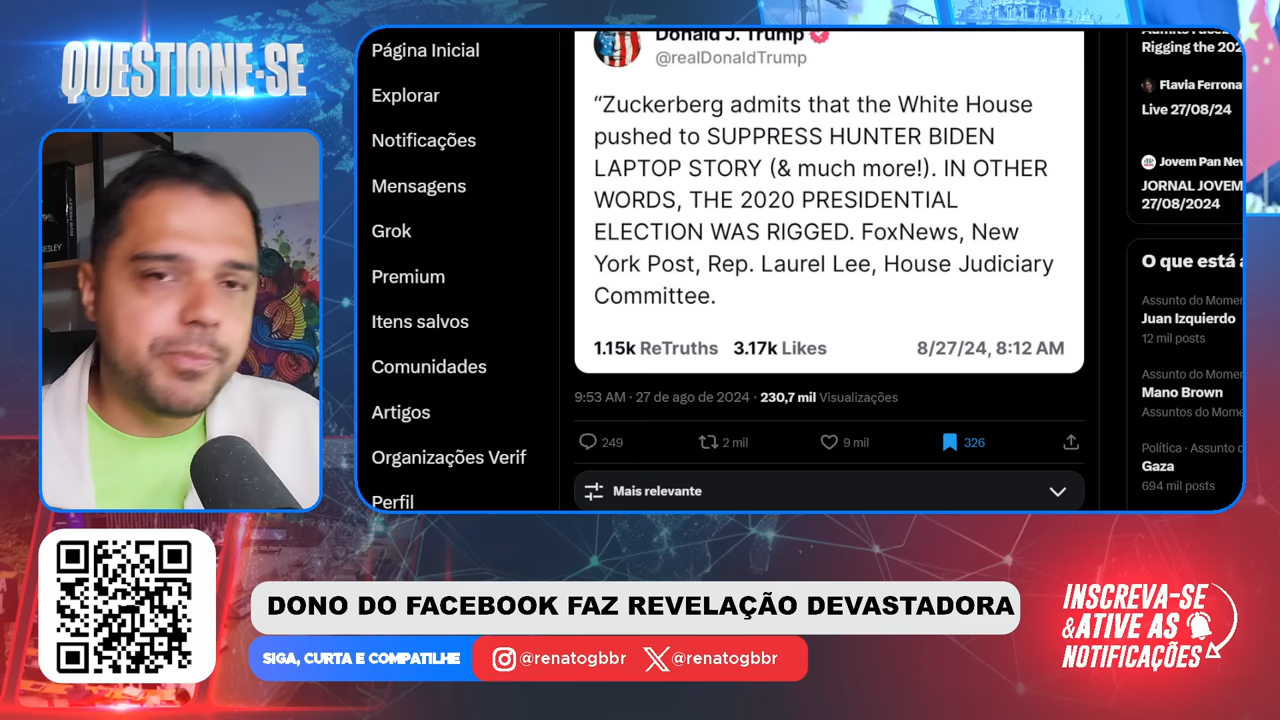 QUESTIONE-SE
Página Inicial
Explorar
Notificações
Mensagens
Grok
Premium
Itens salvos
Comunidades
Artigos
Organizações Verif
Perfil
Donald J. Trump
@realDonaldTrump
“Zuckerberg admits that the White House
pushed to SUPPRESS HUNTER BIDEN
LAPTOP STORY (& much more!). IN OTHER
WORDS, THE 2020 PRESIDENTIAL
ELECTION WAS RIGGED. FoxNews, New
York Post, Rep. Laurel Lee, House Judiciary
Committee.
1.15k ReTruths 3.17k Likes 8/27/24, 8:12 AM
9:53 AM · 27 de ago de 2024 · 230,7 mil Visualizações
249 2 mil 9 mil 326
Mais relevante
Rigging the 202
Flavia Ferrona
Live 27/08/24
Jovem Pan New
JORNAL JOVEM
27/08/2024
O que está a
Assunto do Momen
Juan Izquierdo
12 mil posts
Assunto do Momen
Mano Brown
Assuntos do Mome
Política · Assunto d
Gaza
694 mil posts
DONO DO FACEBOOK FAZ REVELAÇÃO DEVASTADORA
SIGA, CURTA E COMPATILHE @renatogbbr @renatogbbr
INSCREVA-SE
&ATIVE AS
NOTIFICAÇÕES